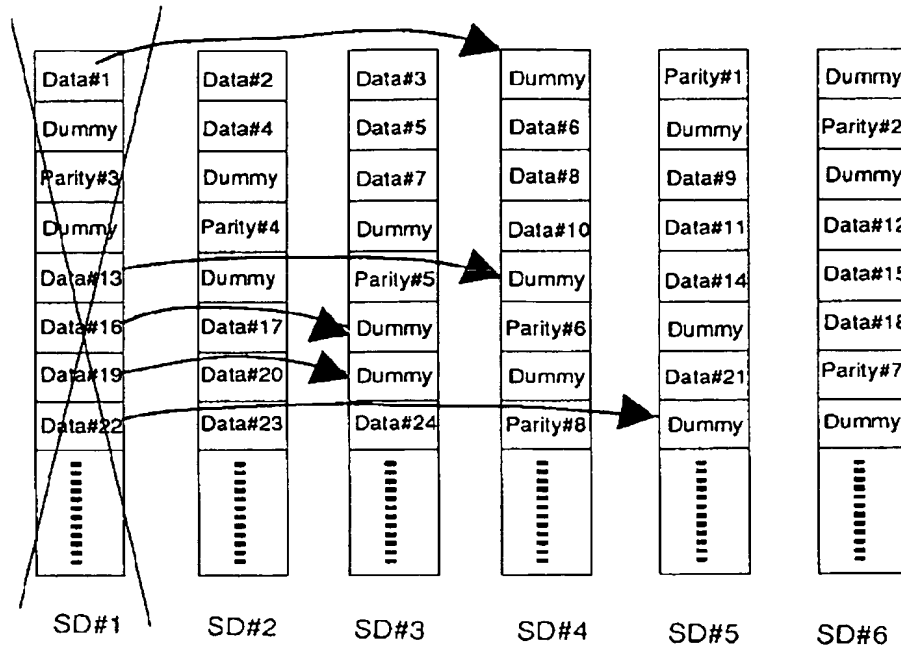 Data#1 Data#2 Data#3 Dummy Parity#1 Dummy
Dummy Data#4 Data#5 Data#6 Dummy Parity#2
Parity#3 Dummy Data#7 Data#8 Data#9 Dummy
Dummy Parity#4 Dummy Data#10 Data#11 Data#12
Data#13 Dummy Parity#5 Dummy Data#14 Data#15
Data#16 Data#17 Dummy Parity#6 Dummy Data#18
Data#19 Data#20 Dummy Dummy Data#21 Parity#7
Data#22 Data#23 Data#24 Parity#8 Dummy Dummy
SD#1 SD#2 SD#3 SD#4 SD#5 SD#6